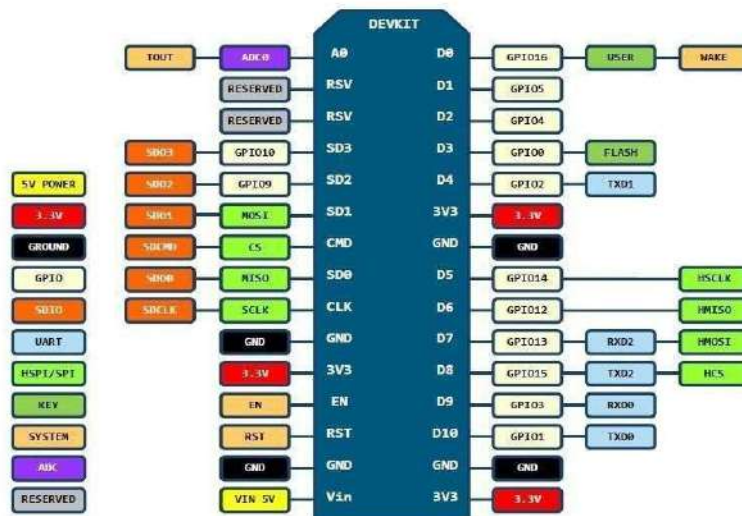 DEVKIT
TOUT ADC0 A0 D0 GPIO16 USER WAKE
RESERVED RSV D1 GPIO5
RESERVED RSV D2 GPIO4
SDO3 GPIO10 SD3 D3 GPIO0 FLASH
5V POWER SDO2 GPIO9 SD2 D4 GPIO2 TXD1
3.3V SDO1 MOSI SD1 3V3 3.3V
GROUND SDCMD CS CMD GND GND
GPIO SDO0 MISO SD0 D5 GPIO14 HSCLK
SDIO SDCLK SCLK CLK D6 GPIO12 HMISO
UART GND GND D7 GPIO13 RXD2 HMOSI
HSPI/SPI 3.3V 3V3 D8 GPIO15 TXD2 HCS
KEY EN EN D9 GPIO3 RXD0
SYSTEM RST RST D10 GPIO1 TXD0
ADC GND GND GND GND
RESERVED VIN 5V Vin 3V3 3.3V